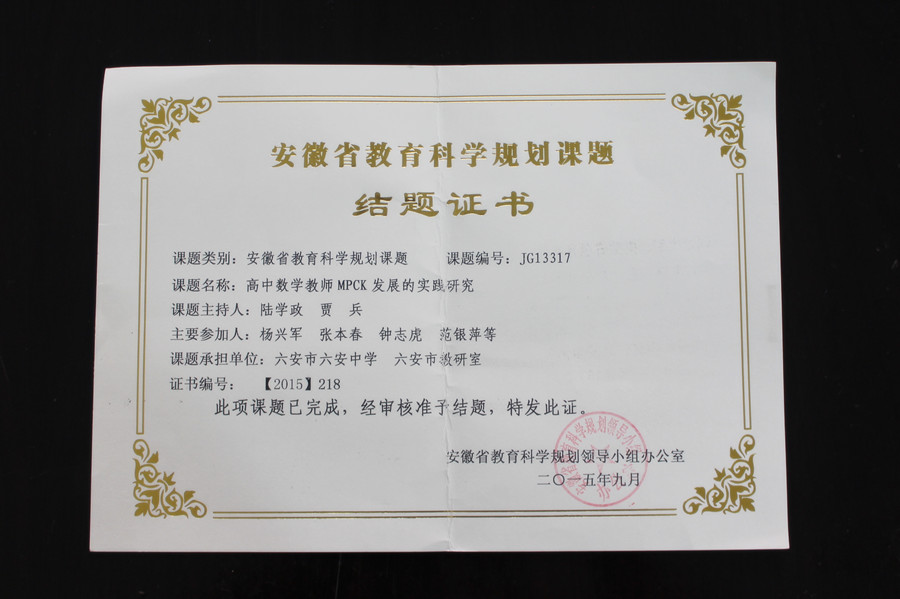 安徽省教育科学规划课题
结题证书
课题类别：安徽省教育科学规划课题 课题编号：JG13317
课题名称：高中数学教师MPCK发展的实践研究
课题主持人：陆学政 贾 兵
主要参加人：杨兴军 张本春 钟志虎 范银萍等
课题承担单位：六安市六安中学 六安市教研室
证书编号：【2015】218
此项课题已完成，经审核准予结题，特发此证。
安徽省教育科学规划领导小组办公室
二〇一五年九月